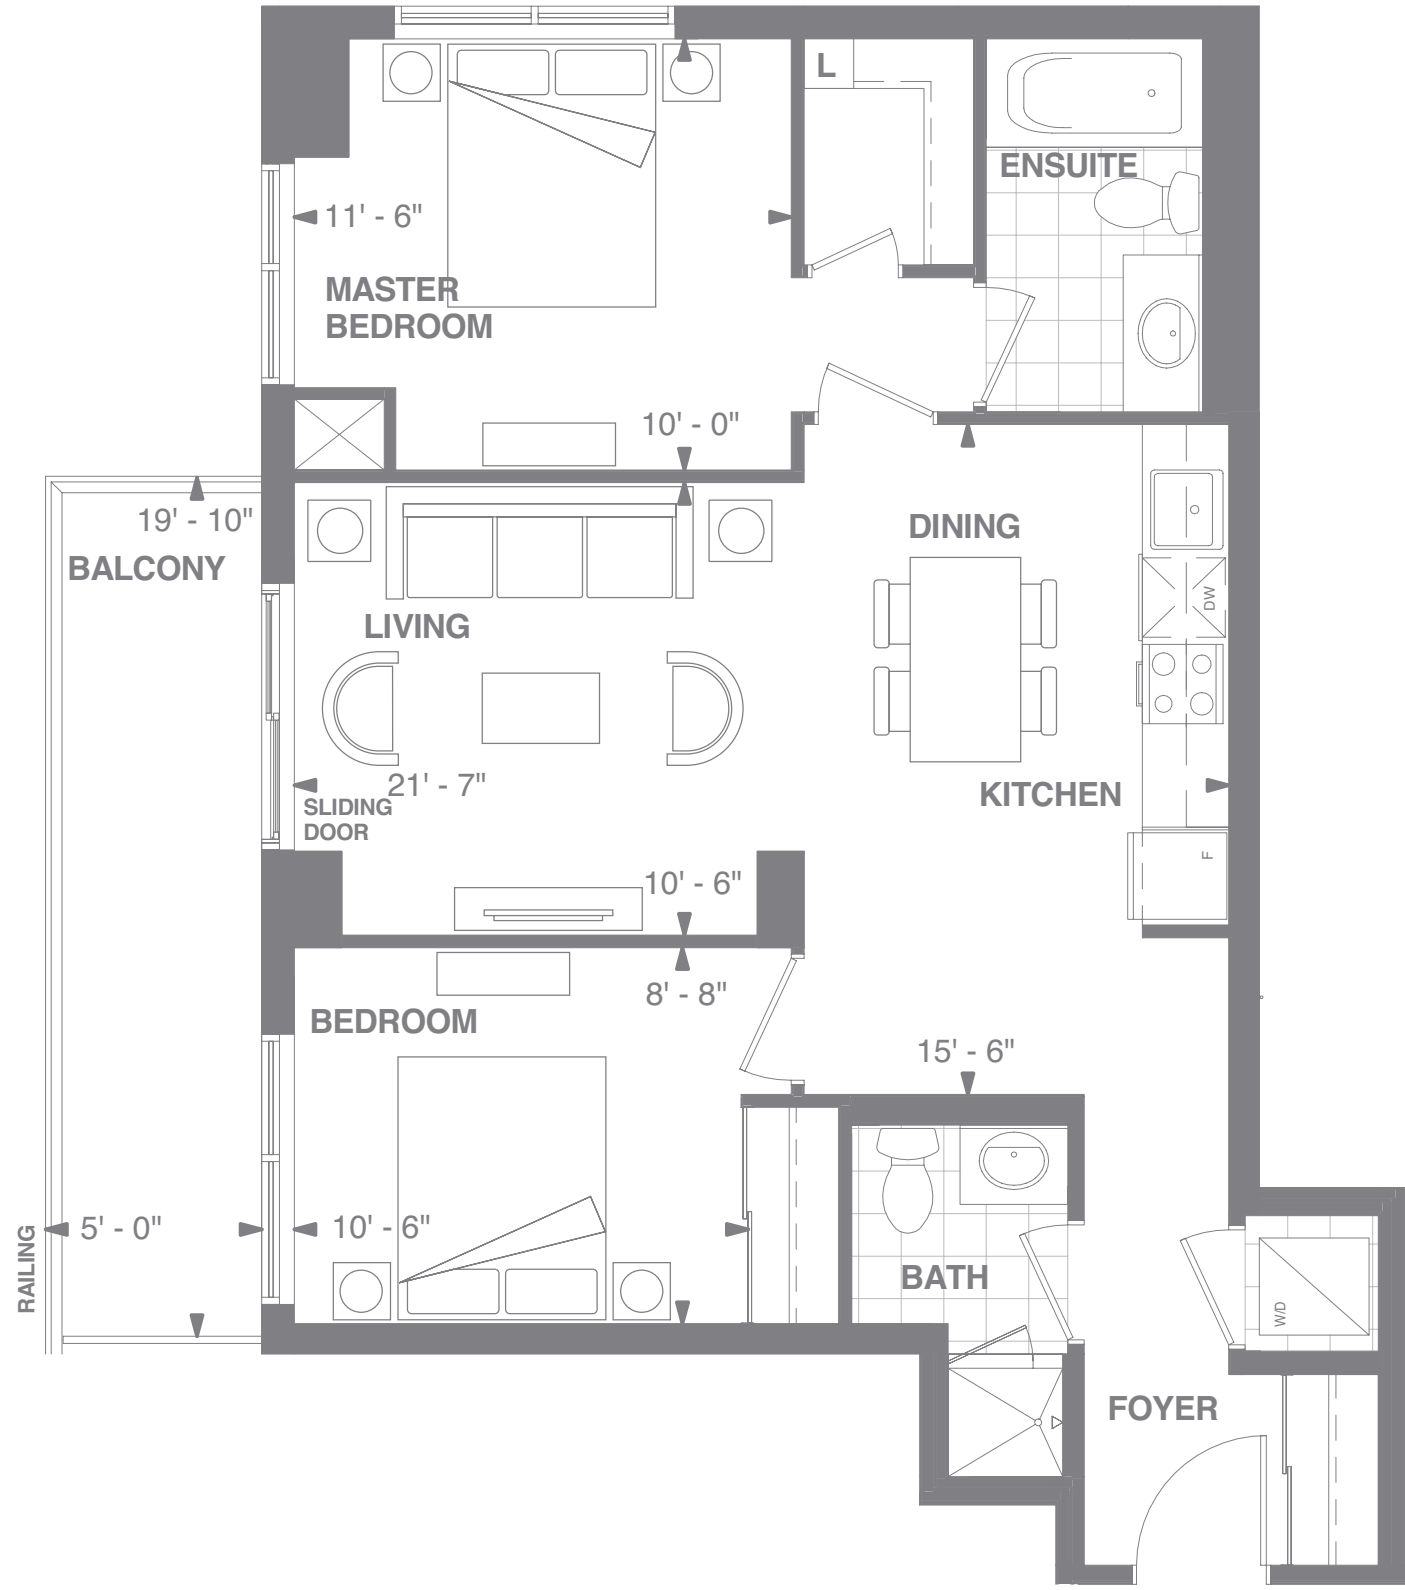 L
ENSUITE
11' - 6"
MASTER
BEDROOM
10' - 0"
19' - 10"
BALCONY
DINING
DW
LIVING
21' - 7"
SLIDING
DOOR
KITCHEN
F
10' - 6"
8' - 8"
BEDROOM
15' - 6"
RAILING
5' - 0"
10' - 6"
BATH
W/D
FOYER